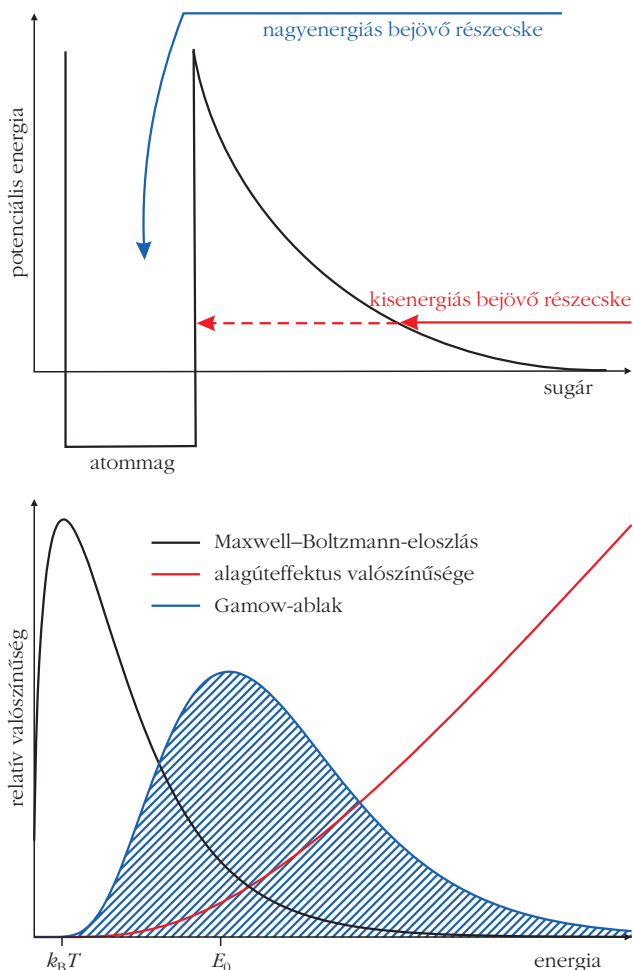 nagyenergiás bejövő részecske
potenciális energia
kisenergiás bejövő részecske
sugár
atommag
Maxwell–Boltzmann-eloszlás
alagúteffektus valószínűsége
Gamow-ablak
relatív valószínűség
k_BT
E_0
energia